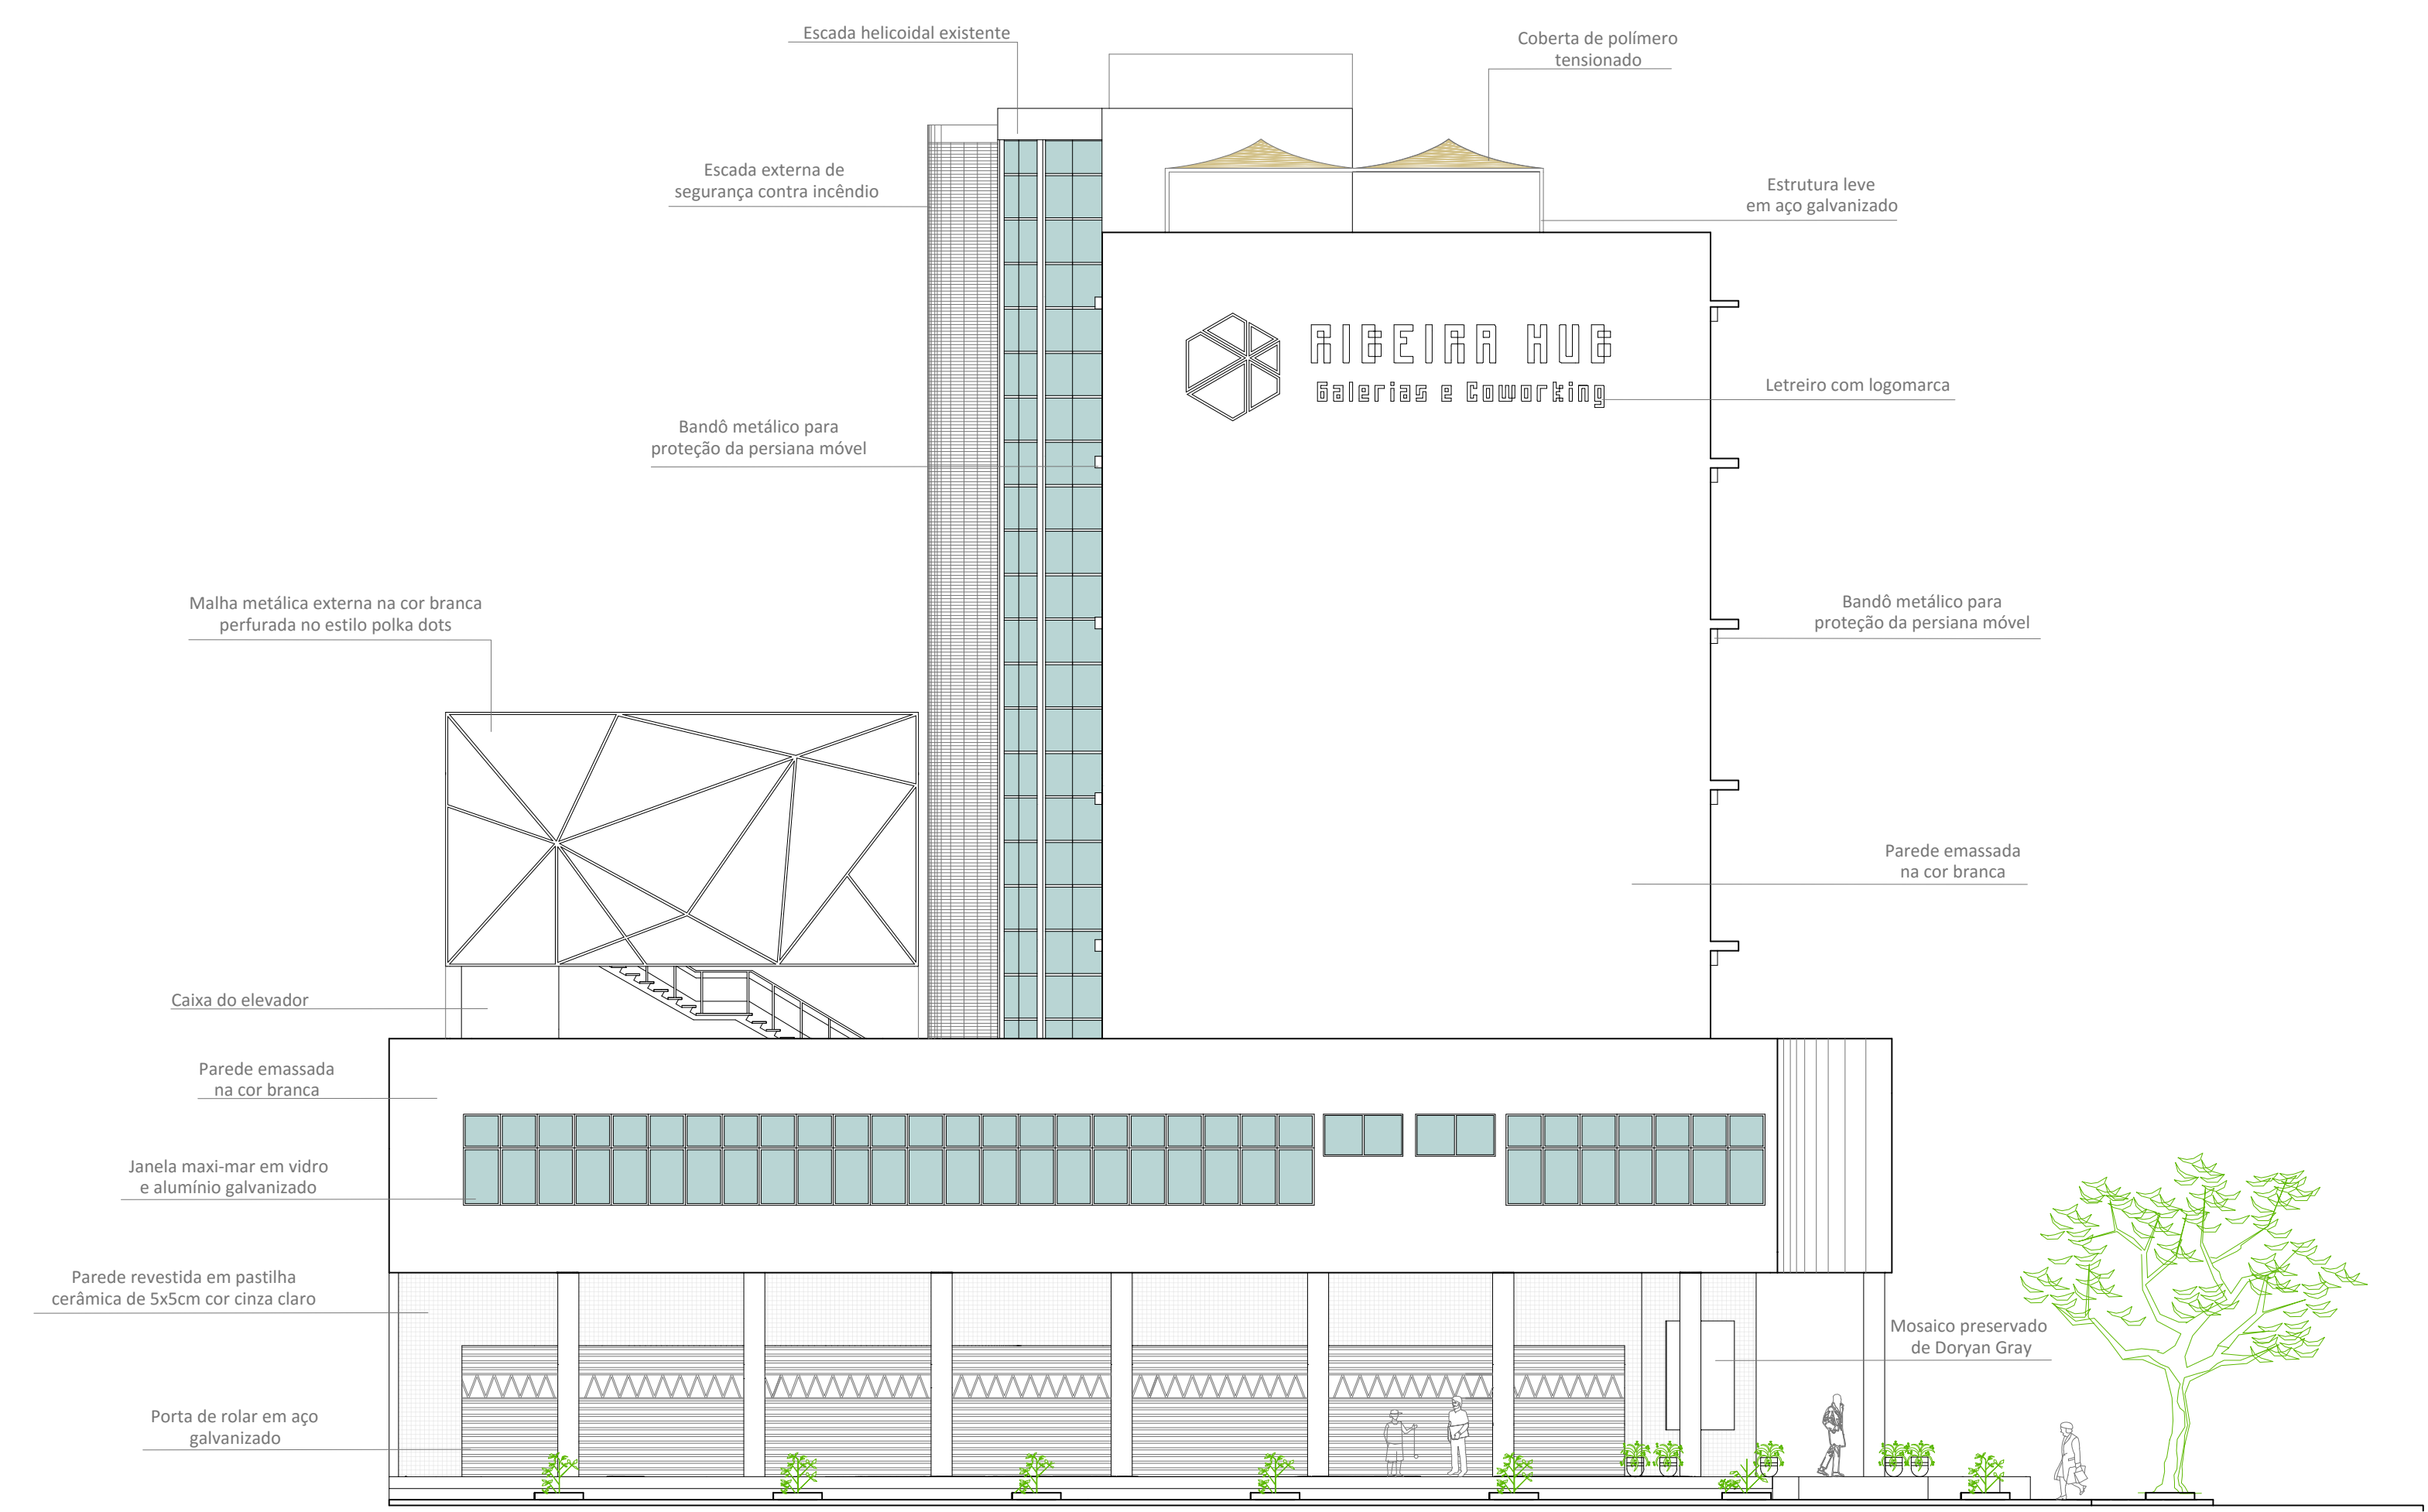 Escada helicoidal existente
Coberta de polímero
tensionado
Escada externa de
segurança contra incêndio
Estrutura leve
em aço galvanizado
RIBEIRA HUB
Galerias e Coworking
Letreiro com logomarca
Bandô metálico para
proteção da persiana móvel
Malha metálica externa na cor branca
perfurada no estilo polka dots
Bandô metálico para
proteção da persiana móvel
Parede emassada
na cor branca
Caixa do elevador
Parede emassada
na cor branca
Janela maxi-mar em vidro
e alumínio galvanizado
Parede revestida em pastilha
cerâmica de 5x5cm cor cinza claro
Mosaico preservado
de Doryan Gray
Porta de rolar em aço
galvanizado